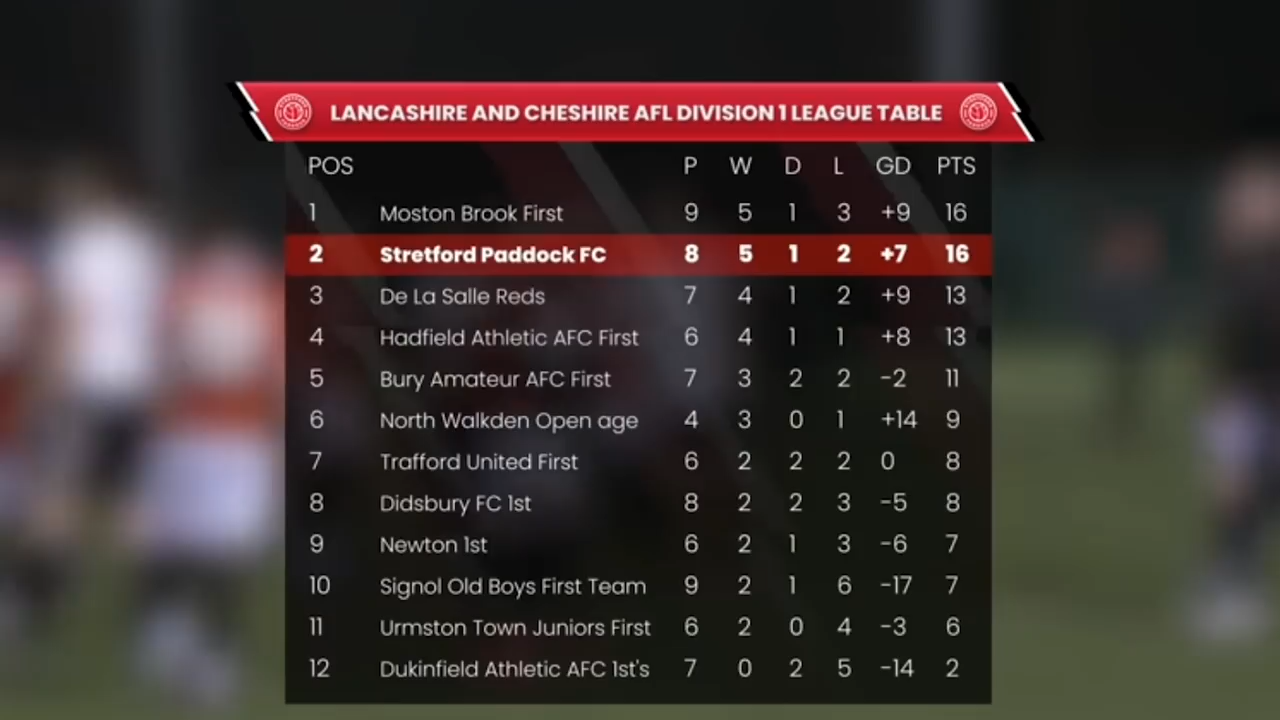 LANCASHIRE AND CHESHIRE AFL DIVISION 1 LEAGUE TABLE
POS P W D L GD PTS
1 Moston Brook First 9 5 1 3 +9 16
2 Stretford Paddock FC 8 5 1 2 +7 16
3 De La Salle Reds 7 4 1 2 +9 13
4 Hadfield Athletic AFC First 6 4 1 1 +8 13
5 Bury Amateur AFC First 7 3 2 2 -2 11
6 North Walkden Open age 4 3 0 1 +14 9
7 Trafford United First 6 2 2 2 0 8
8 Didsbury FC 1st 8 2 2 3 -5 8
9 Newton 1st 6 2 1 3 -6 7
10 Signol Old Boys First Team 9 2 1 6 -17 7
11 Urmston Town Juniors First 6 2 0 4 -3 6
12 Dukinfield Athletic AFC 1st's 7 0 2 5 -14 2